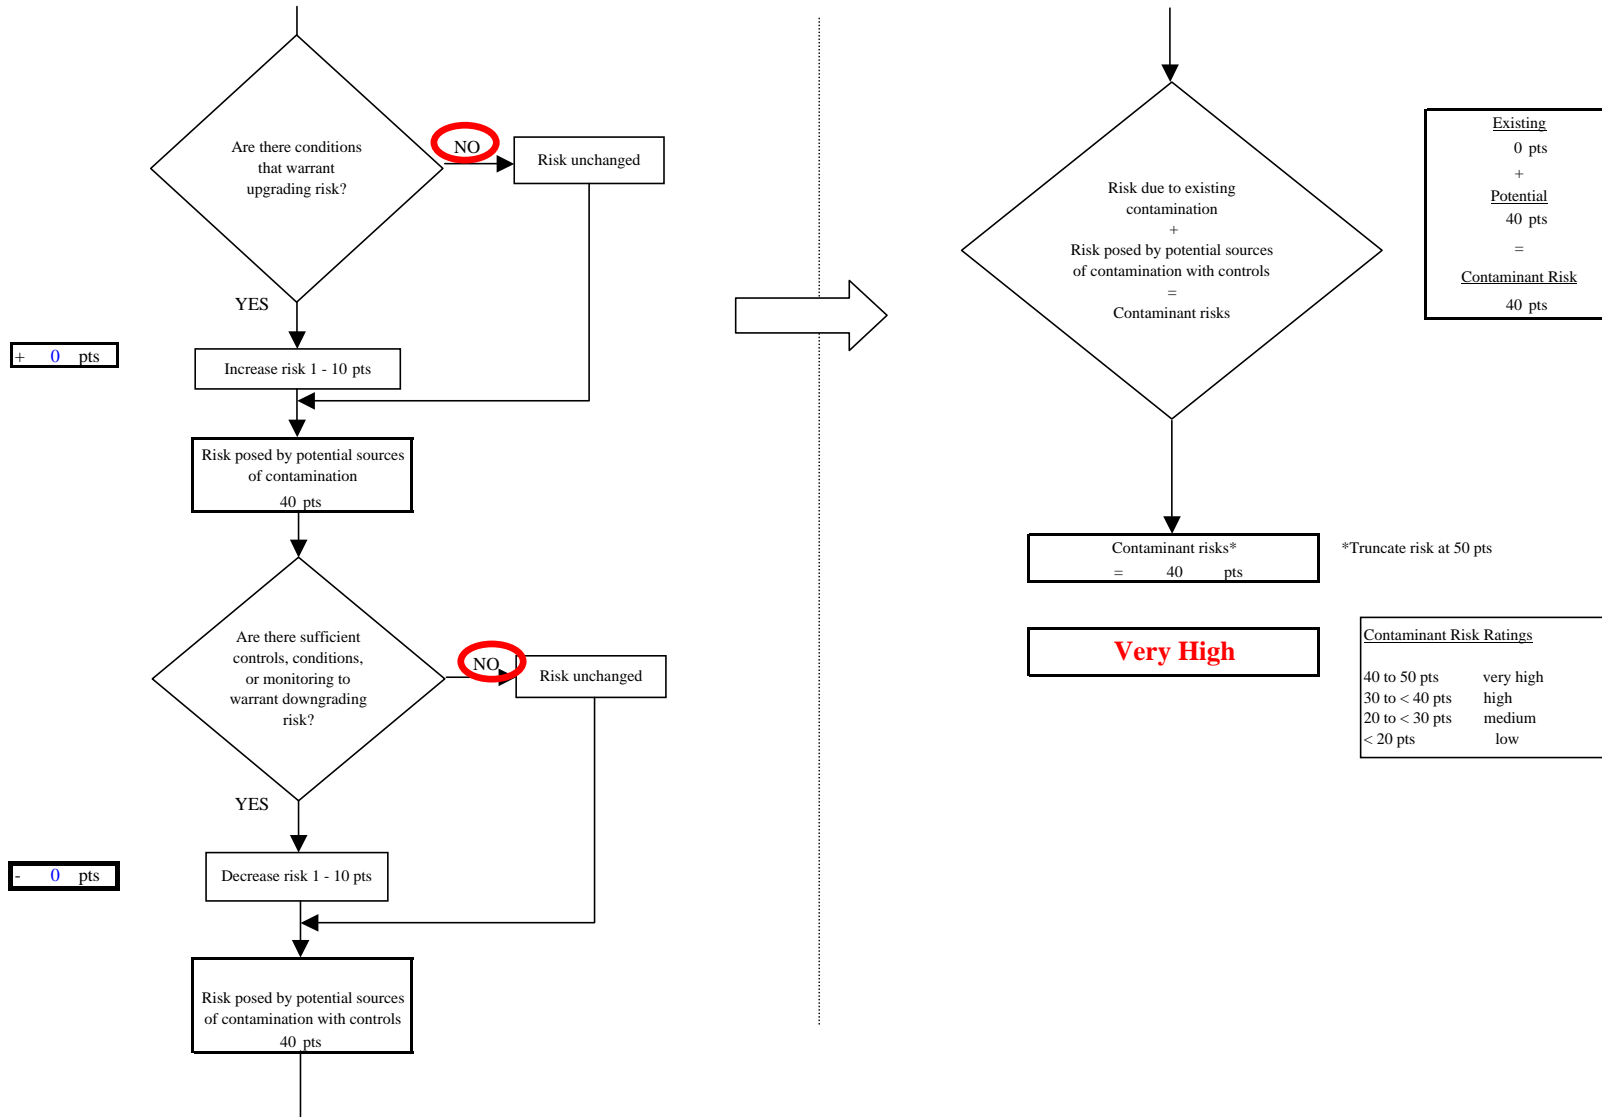 Are there conditions
that warrant
upgrading risk?
NO
Risk unchanged
YES
+ 0 pts
Increase risk 1 - 10 pts
Risk posed by potential sources
of contamination
40 pts
Are there sufficient
controls, conditions,
or monitoring to
warrant downgrading
risk?
NO
Risk unchanged
YES
- 0 pts
Decrease risk 1 - 10 pts
Risk posed by potential sources
of contamination with controls
40 pts
Risk due to existing
contamination
+
Risk posed by potential sources
of contamination with controls
=
Contaminant risks
Existing
0 pts
+
Potential
40 pts
=
Contaminant Risk
40 pts
Contaminant risks*
= 40 pts
*Truncate risk at 50 pts
Very High
Contaminant Risk Ratings
40 to 50 pts very high
30 to < 40 pts high
20 to < 30 pts medium
< 20 pts low